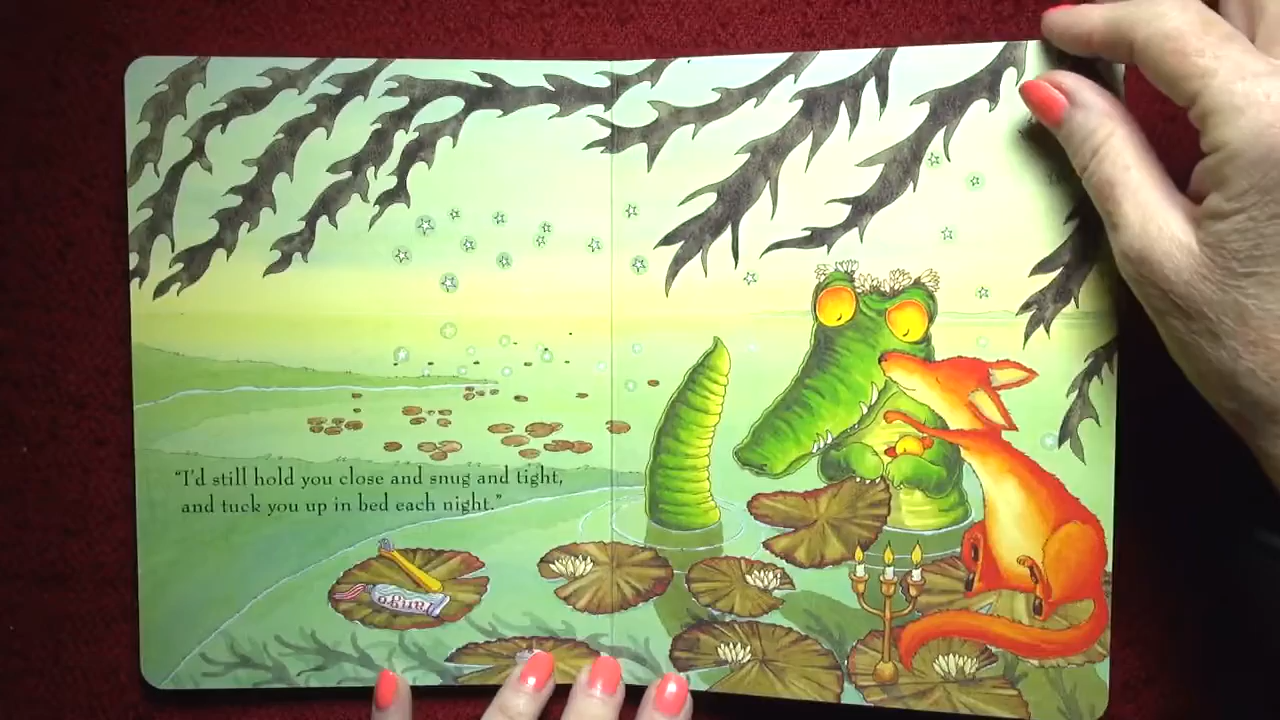 “I’d still hold you close and snug and tight,
and tuck you up in bed each night.”